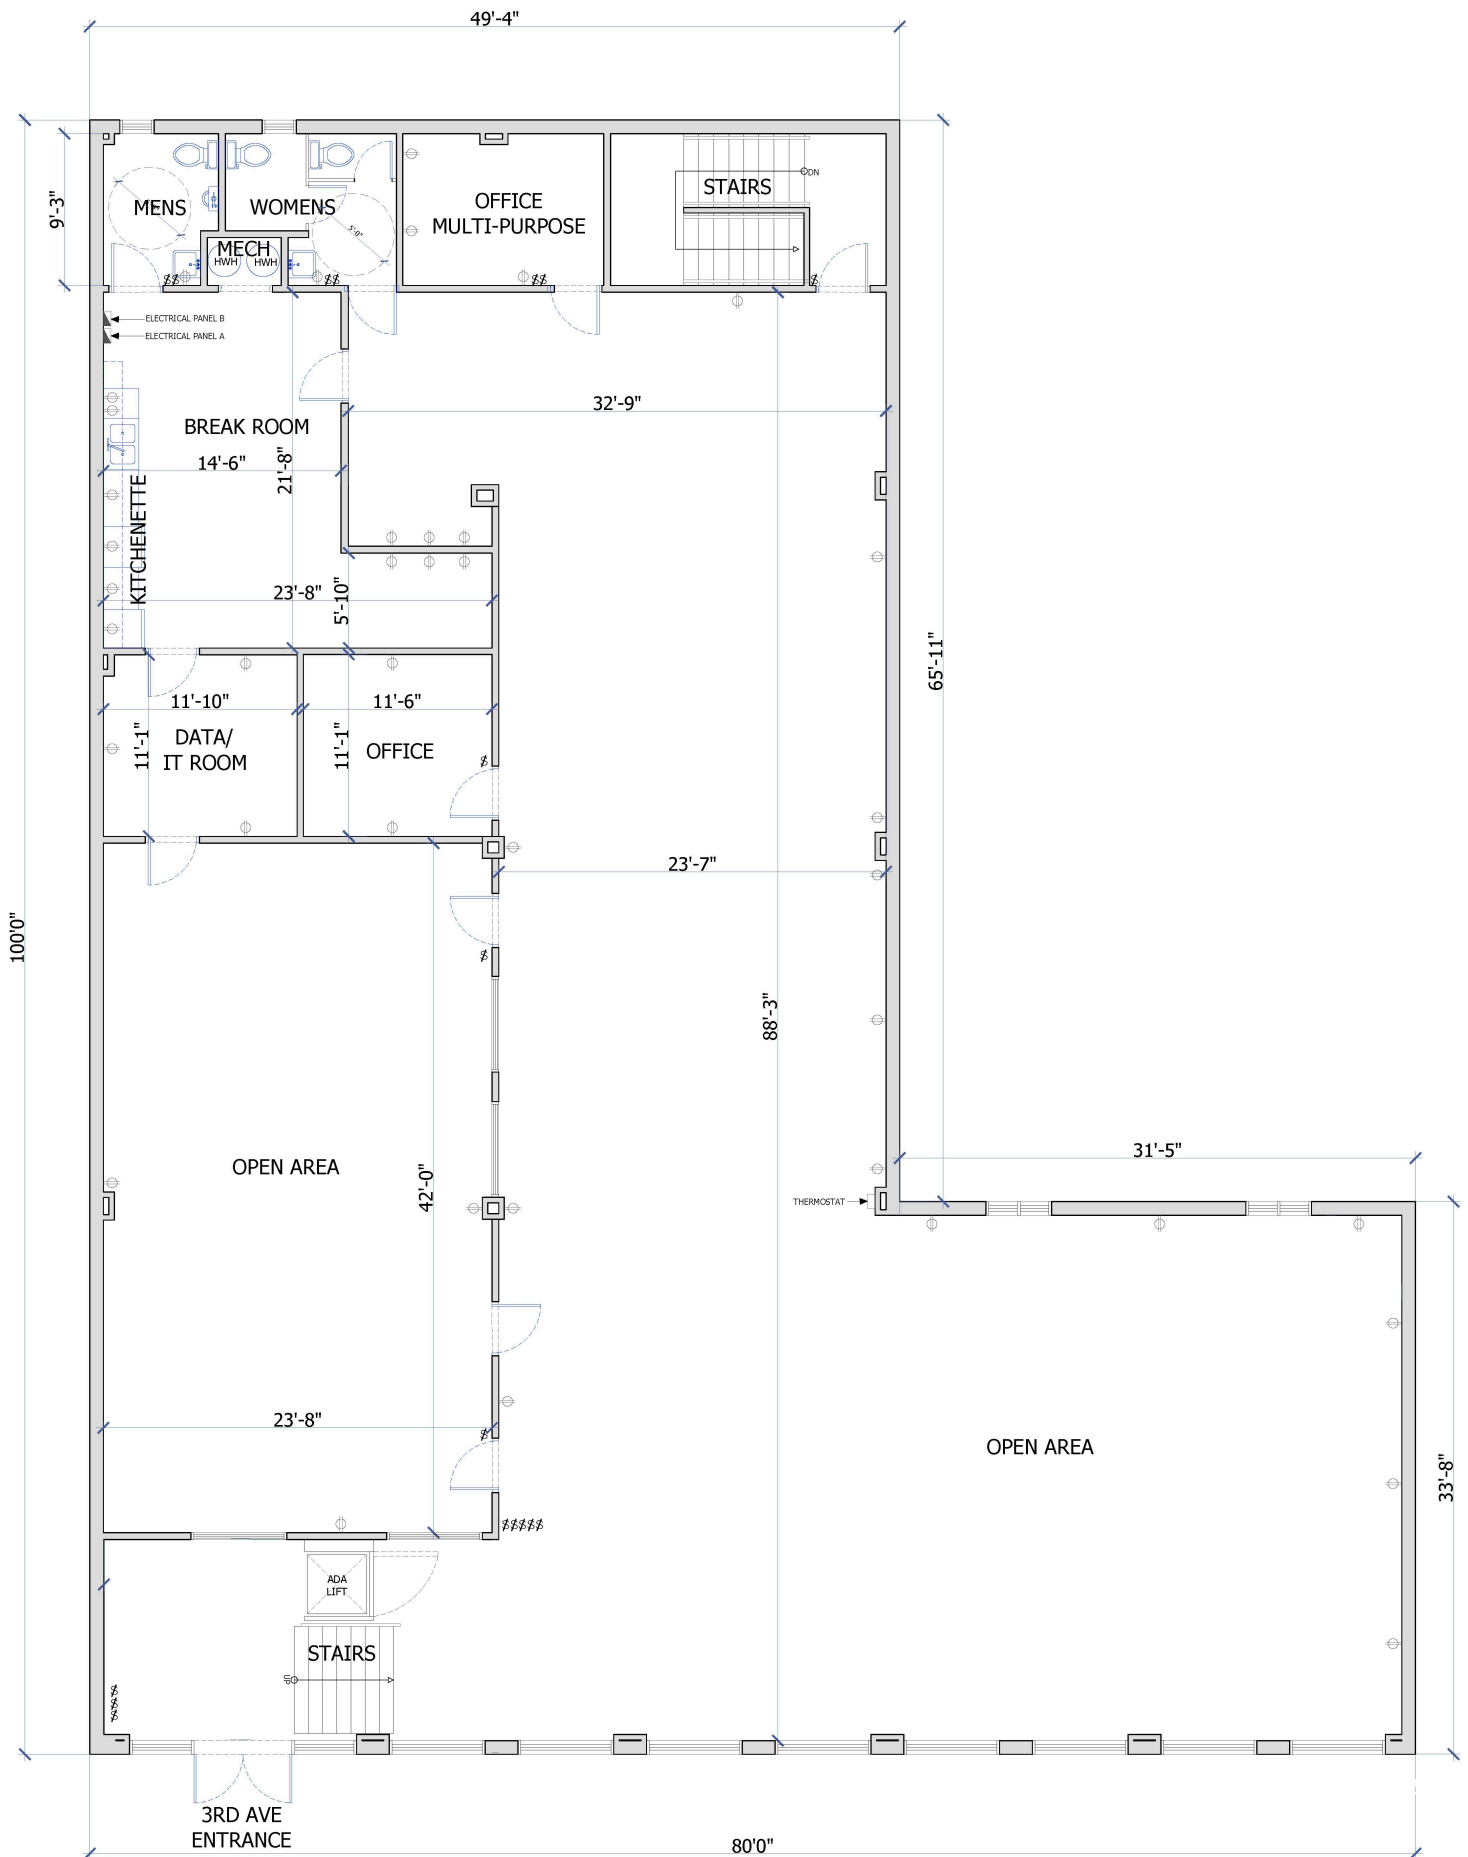 49'-4"
9'-3"
MENS
WOMENS
5'-0"
MECH
HWH
HWH
OFFICE
MULTI-PURPOSE
STAIRS
DN
$$
$$
$$
$
ELECTRICAL PANEL B
ELECTRICAL PANEL A
32'-9"
BREAK ROOM
14'-6"
21'-8"
KITCHENETTE
23'-8"
5'-10"
65'-11"
11'-10"
11'-6"
DATA/
IT ROOM
11'-1"
11'-1"
OFFICE
$
23'-7"
100'0"
$
88'-3"
OPEN AREA
42'-0"
31'-5"
THERMOSTAT
23'-8"
$
OPEN AREA
33'-8"
$$$$$
ADA
LIFT
STAIRS
UP
$
$
$
3RD AVE
ENTRANCE
80'0"